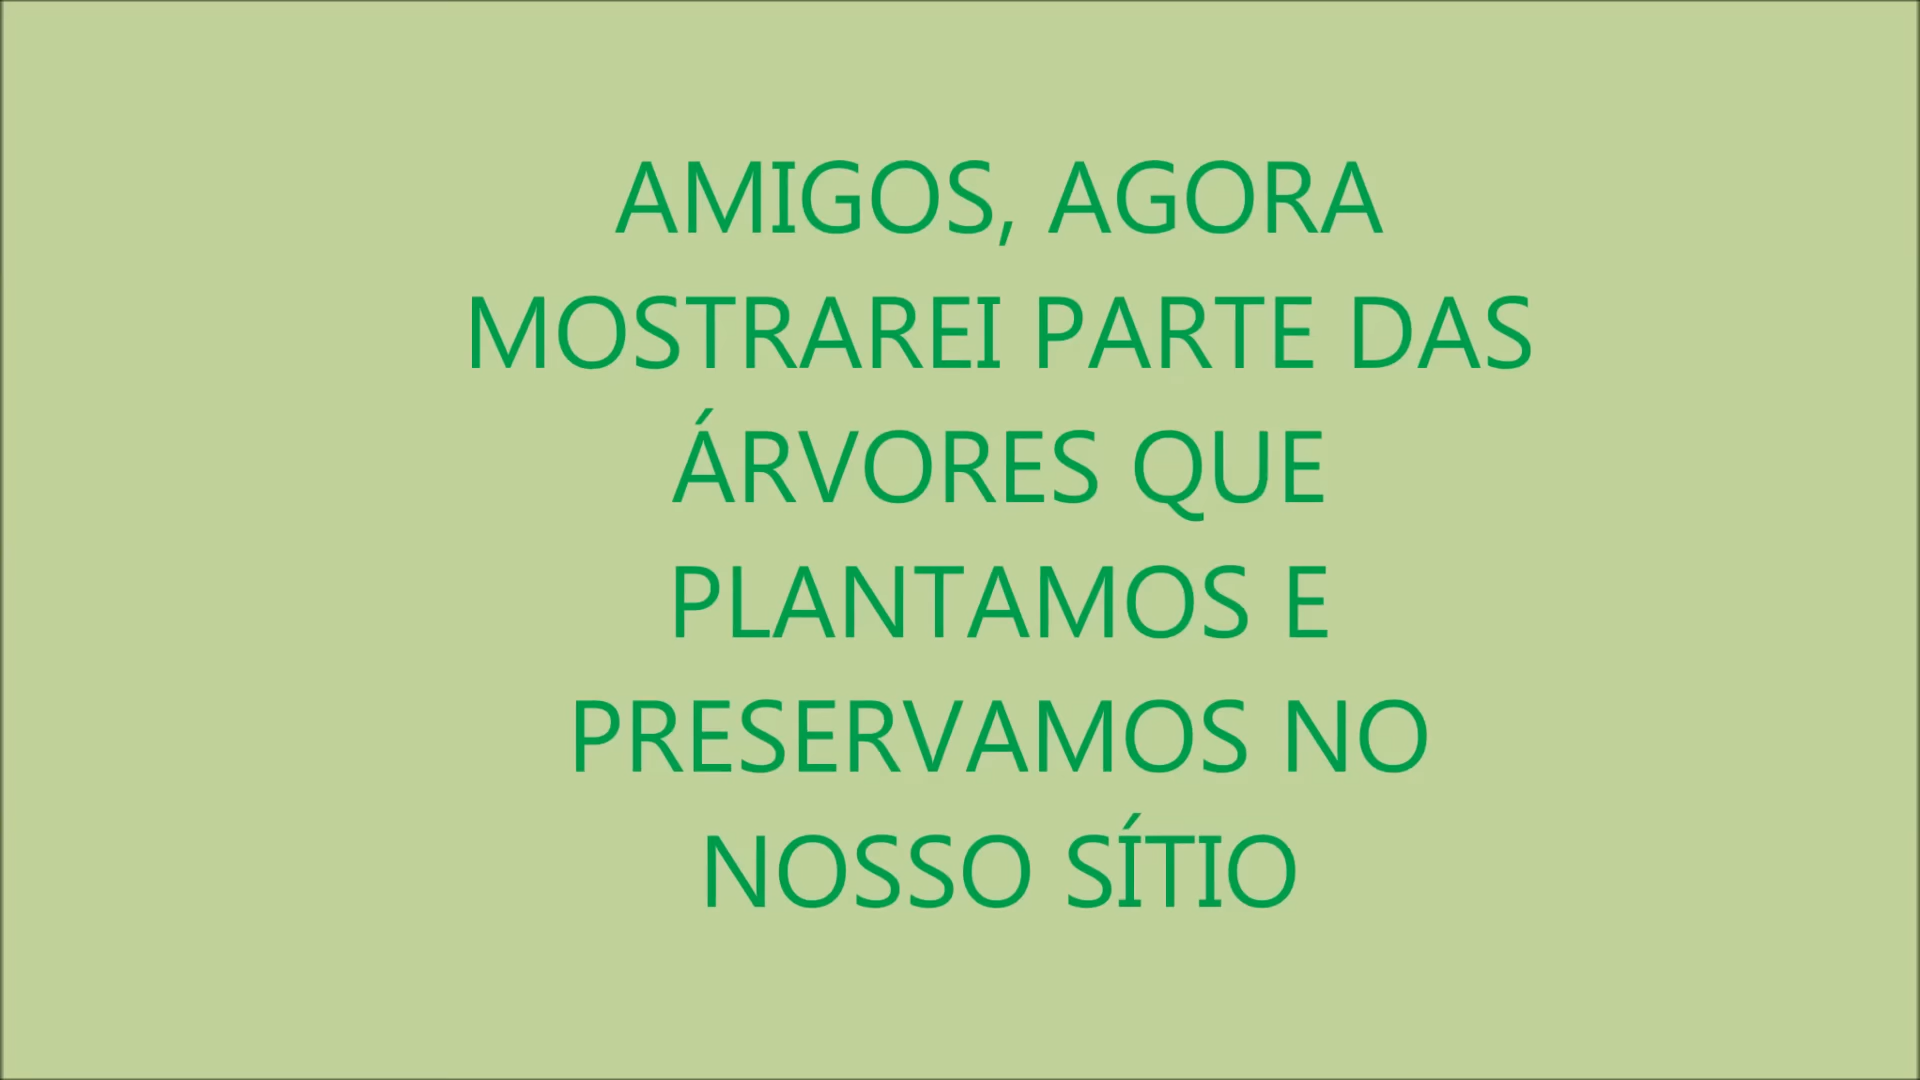 AMIGOS, AGORA
MOSTRAREI PARTE DAS
ÁRVORES QUE
PLANTAMOS E
PRESERVAMOS NO
NOSSO SÍTIO